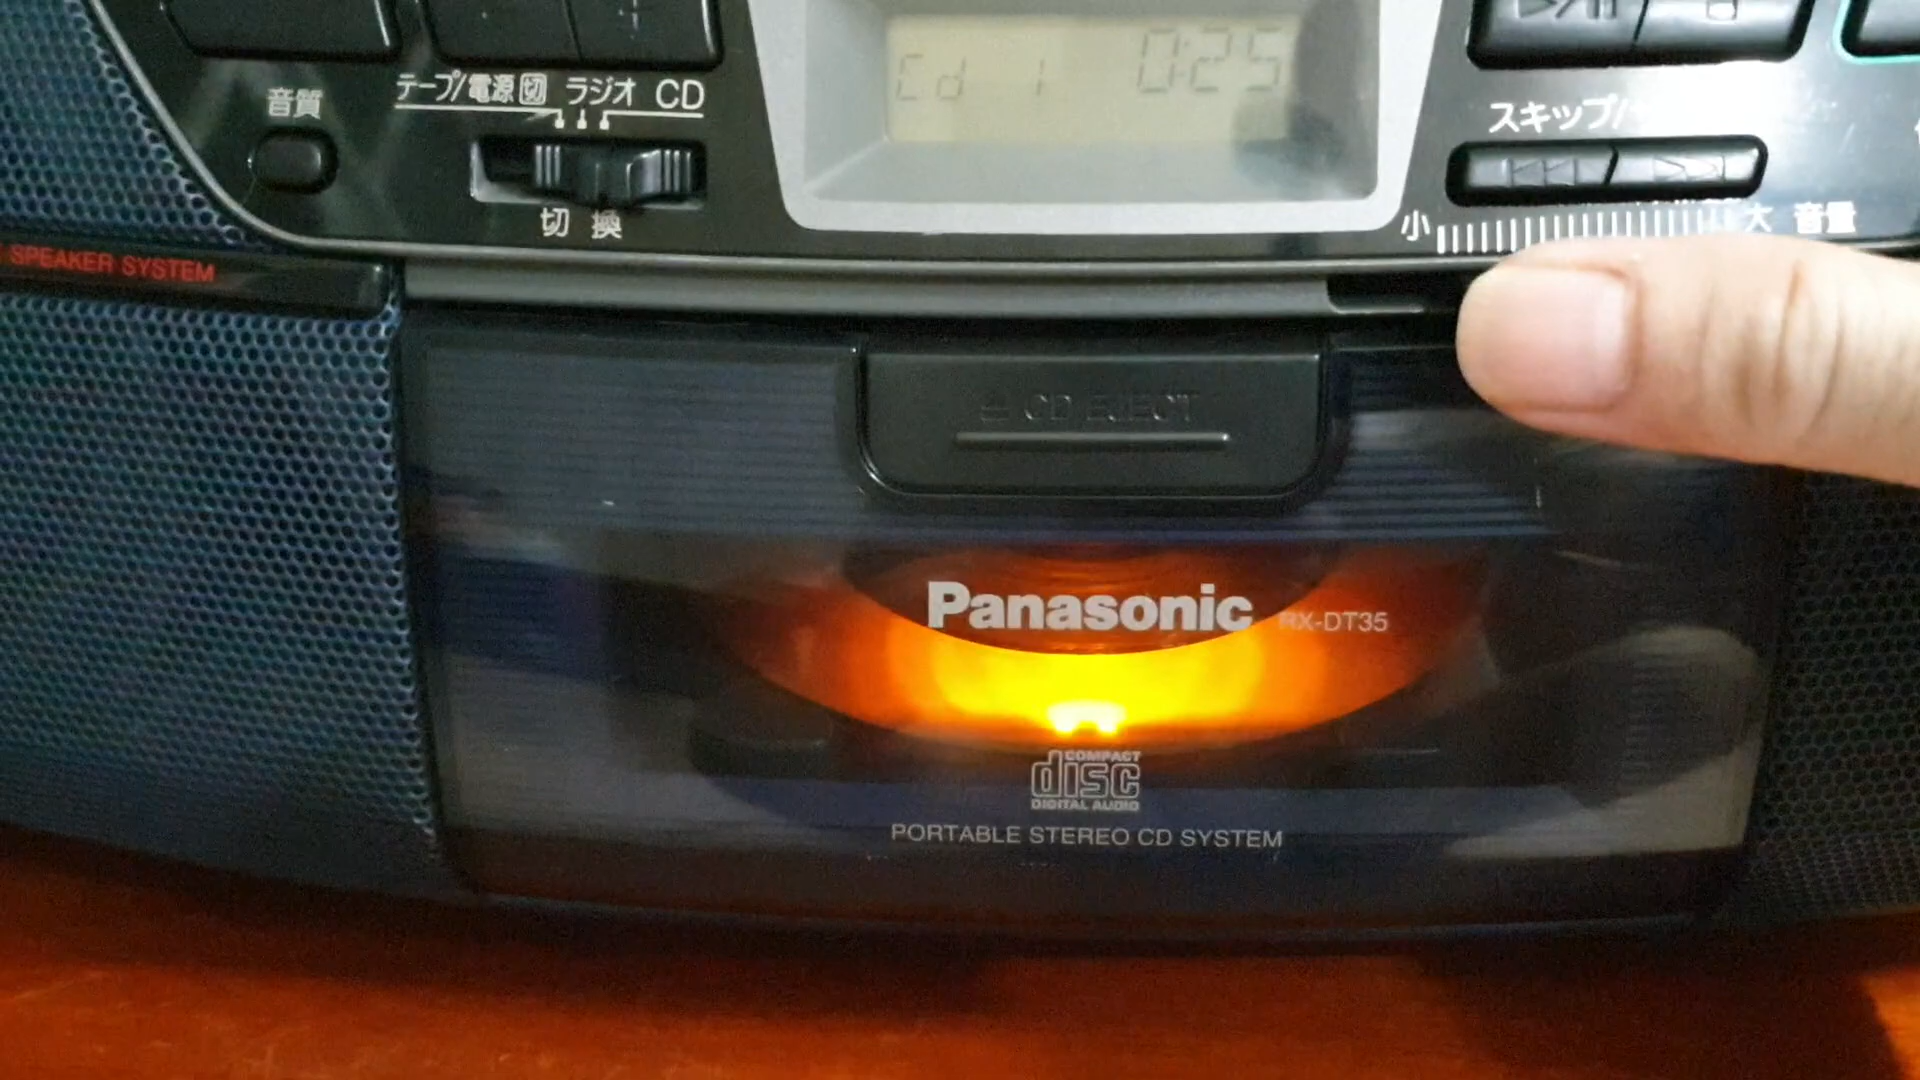 Cd 1 0:25
テープ/電源切 ラジオ CD
音質
スキップ/
切換
小 大 音量
SPEAKER SYSTEM
CD EJECT
Panasonic RX-DT35
COMPACT
disc
DIGITAL AUDIO
PORTABLE STEREO CD SYSTEM